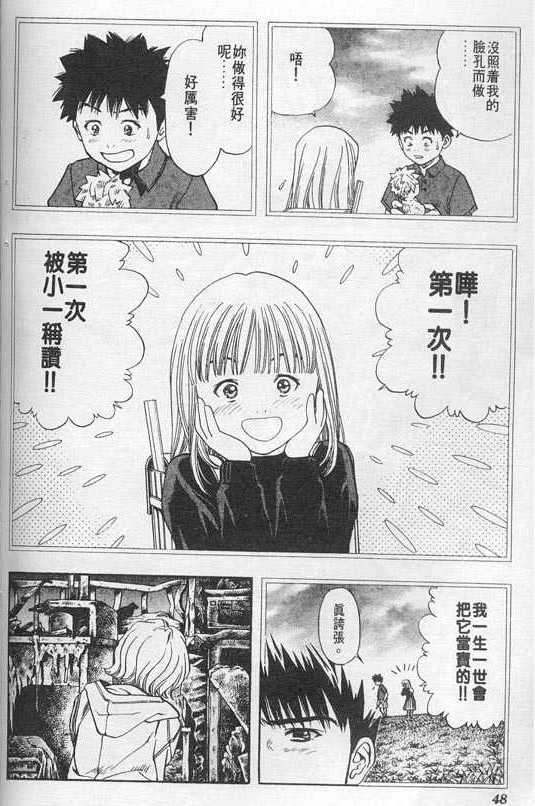 沒照着我的
臉孔而做
……
唔！
妳做得很好
呢……
好厲害！
嘩！
第一次!!
第一次
被小一稱讚!!
我一生一世會
把它當寶的!!
真誇張。
48